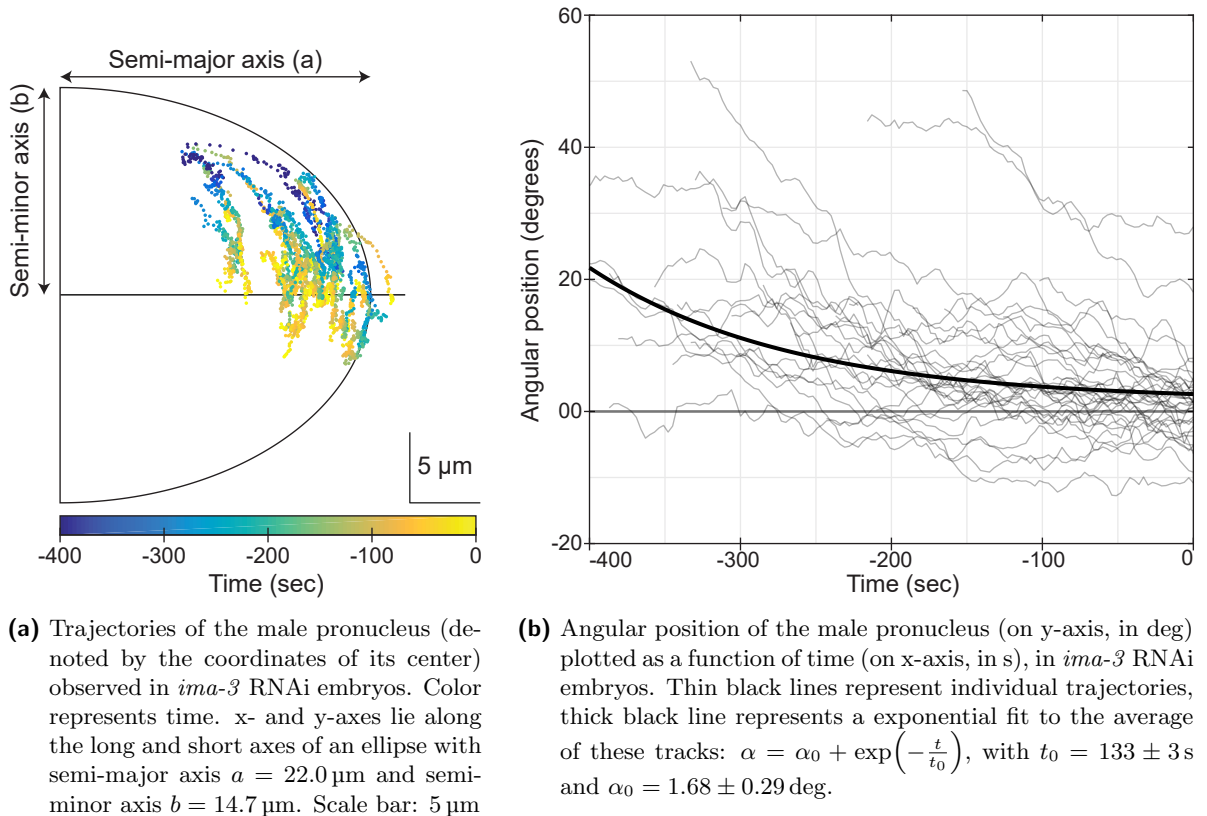 Semi-major axis (a)
Semi-minor axis (b)
5 μm
-400 -300 -200 -100 0
Time (sec)
60
40
20
00
-20
Angular position (degrees)
-400 -300 -200 -100 0
Time (sec)
(a) Trajectories of the male pronucleus (de-
noted by the coordinates of its center)
observed in ima-3 RNAi embryos. Color
represents time. x- and y-axes lie along
the long and short axes of an ellipse with
semi-major axis a = 22.0 µm and semi-
minor axis b = 14.7 µm. Scale bar: 5 µm
(b) Angular position of the male pronucleus (on y-axis, in deg)
plotted as a function of time (on x-axis, in s), in ima-3 RNAi
embryos. Thin black lines represent individual trajectories,
thick black line represents a exponential fit to the average
of these tracks: α = α₀ + exp(−t/t₀), with t₀ = 133 ± 3 s
and α₀ = 1.68 ± 0.29 deg.